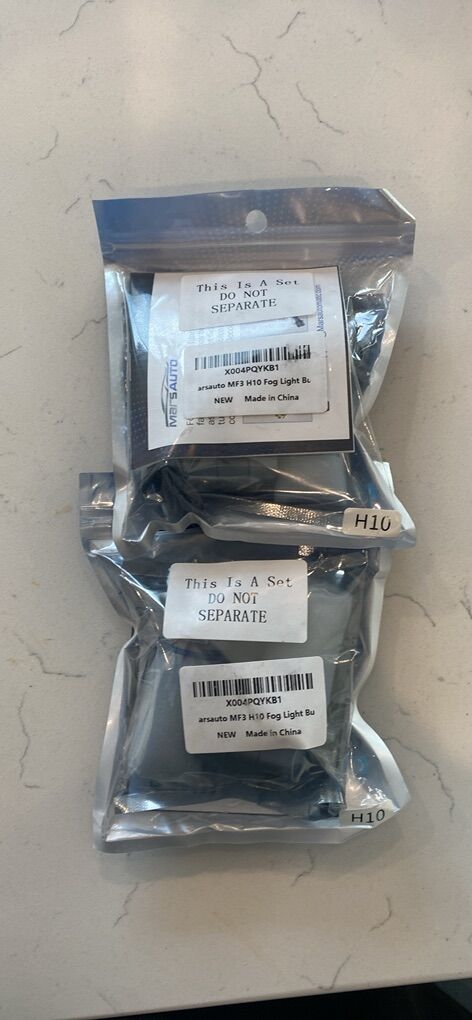 This Is A Set
DO NOT
SEPARATE
Marsauto
X004PQYKB1
arsauto MF3 H10 Fog Light Bu
NEW Made in China
H10
This Is A Set
DO NOT
SEPARATE
X004PQYKB1
arsauto MF3 H10 Fog Light Bu
NEW Made in China
H10